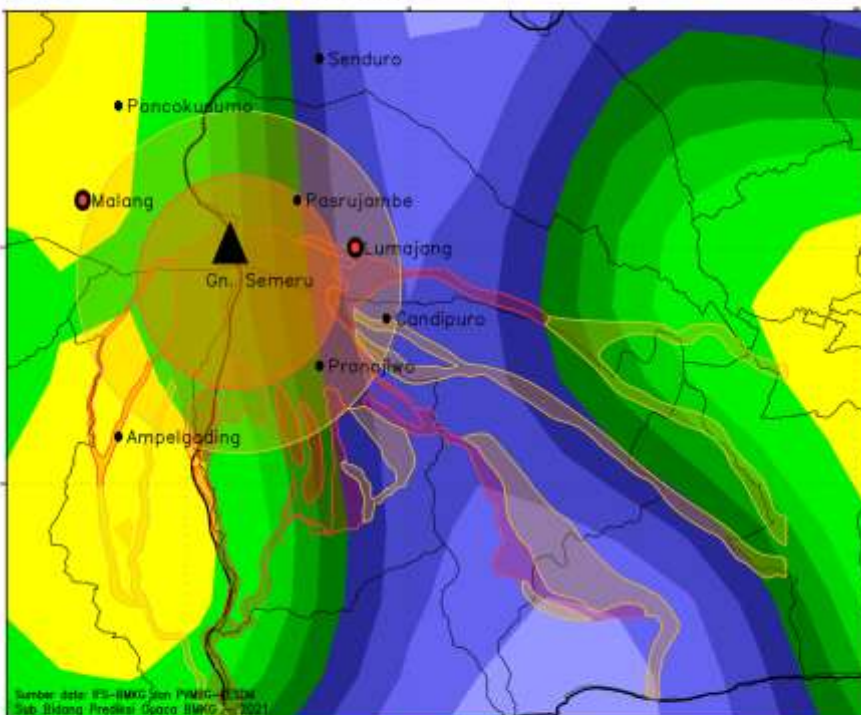 Senduro
Poncokusumo
Malang
Pasrujambe
Lumajang
Gn. Semeru
Candipuro
Pronojiwo
Ampelgading
Sumber data: IFS-BMKG dan PVMBG-ESDM
Sub Bidang Prediksi Cuaca BMKG - 2021